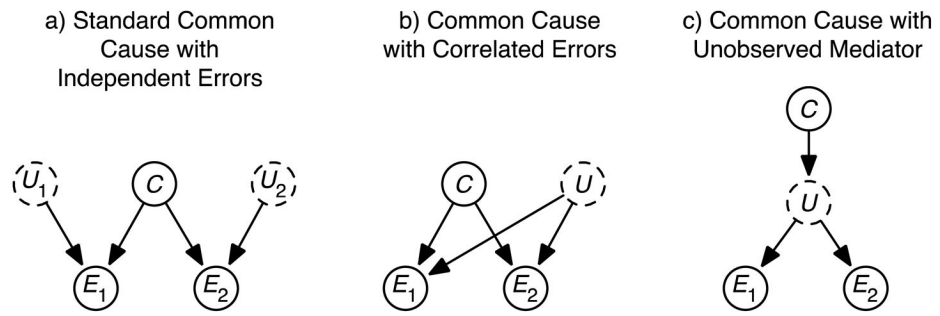 a) Standard Common
Cause with
Independent Errors
b) Common Cause
with Correlated Errors
c) Common Cause with
Unobserved Mediator
U1
C
U2
E1
E2
C
U
E1
E2
C
U
E1
E2